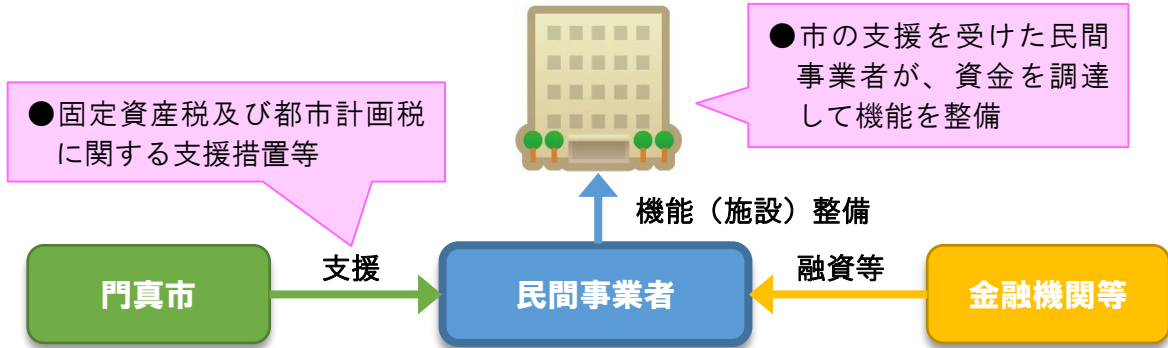 ●市の支援を受けた民間
事業者が、資金を調達
して機能を整備
●固定資産税及び都市計画税
に関する支援措置等
機能（施設）整備
支援
融資等
門真市
民間事業者
金融機関等